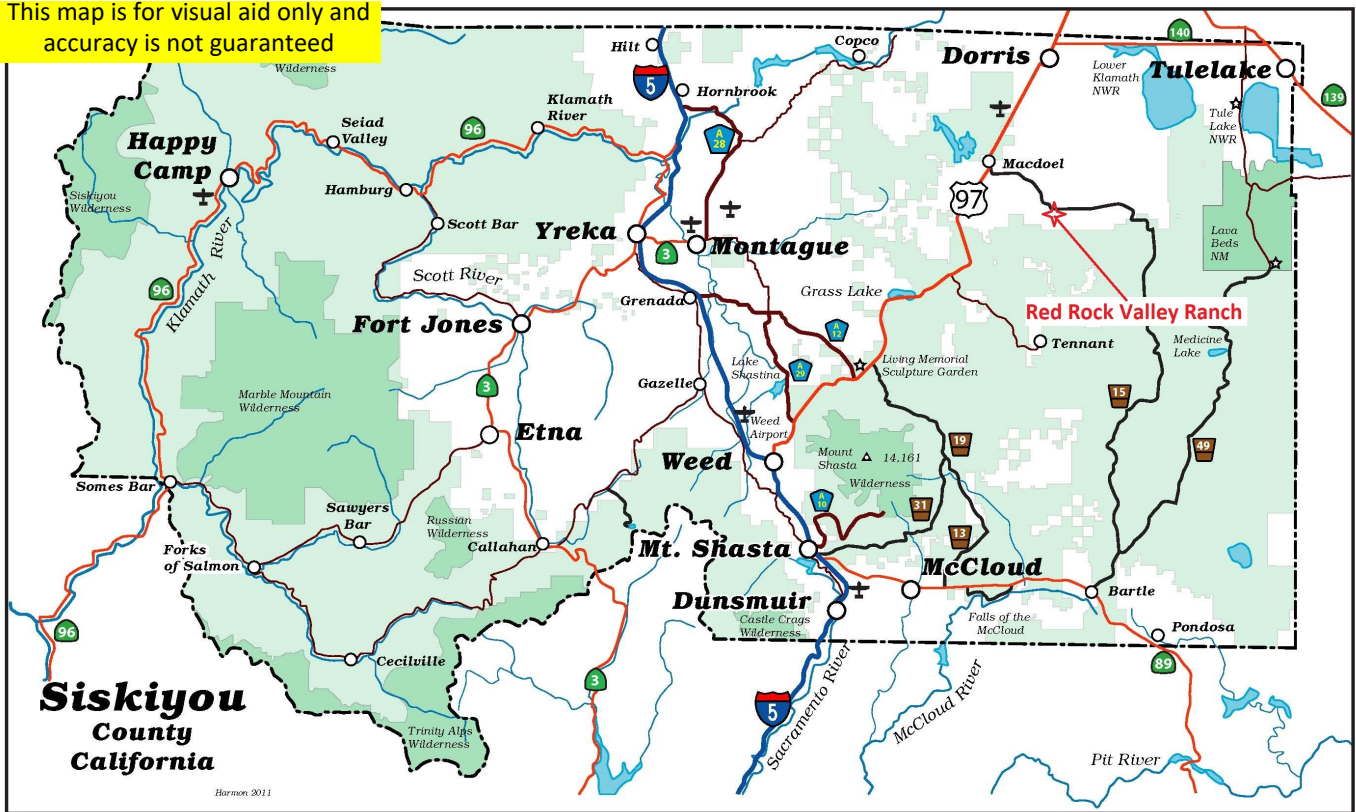 This map is for visual aid only and
accuracy is not guaranteed
Wilderness
Hilt
5
Copco
Dorris
140
Tulelake
139
Hornbrook
Lower
Klamath
NWR
Tule
Lake
NWR
Klamath
River
96
A
28
Seiad
Valley
Happy
Camp
Hamburg
Macdoel
97
Siskiyou
Wilderness
Scott Bar
Yreka
3
Montague
Lava
Beds
NM
River
Klamath
96
Scott River
Grenada
Grass Lake
Red Rock Valley Ranch
Fort Jones
A
12
Tennant
Medicine
Lake
Lake
Shastina
A
29
Living Memorial
Sculpture Garden
Gazelle
3
15
Marble Mountain
Wilderness
Weed
Airport
Etna
19
49
Weed
Mount
Shasta
14,161
Wilderness
Somes Bar
Sawyers
Bar
Russian
Wilderness
A
10
31
13
Callahan
Mt. Shasta
Forks
of Salmon
McCloud
Bartle
Dunsmuir
Castle Crags
Wilderness
Falls of the
McCloud
Pondosa
96
Cecilville
89
3
Siskiyou
County
California
5
Sacramento River
McCloud River
Trinity Alps
Wilderness
Pit River
Harmon 2011